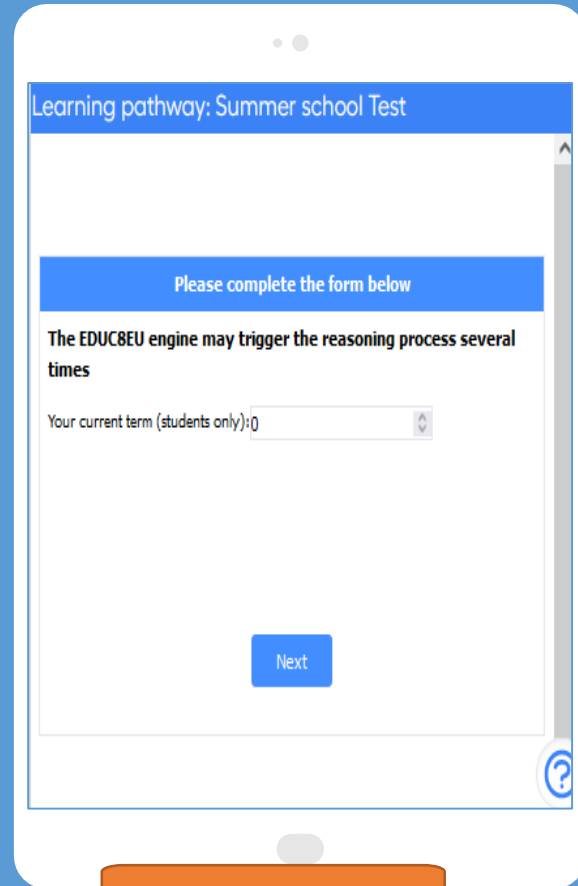 Learning pathway: Summer school Test
Please complete the form below
The EDUC8EU engine may trigger the reasoning process several
times
Your current term (students only): 0
Next
?